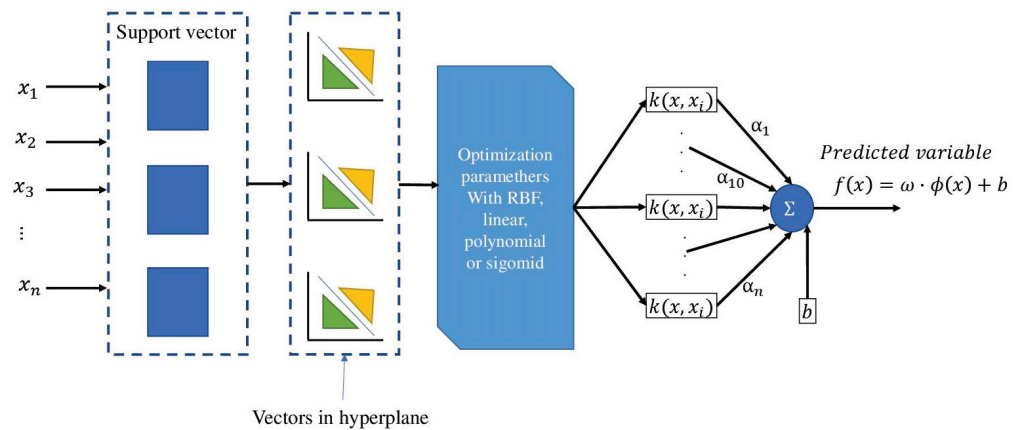 Support vector
x₁
x₂
x₃
⋮
xₙ
Vectors in hyperplane
Optimization
paramethers
With RBF,
linear,
polynomial
or sigomid
k(x, xᵢ)
k(x, xᵢ)
k(x, xᵢ)
α₁
α₁₀
αₙ
Σ
b
Predicted variable
f(x) = ω · ϕ(x) + b